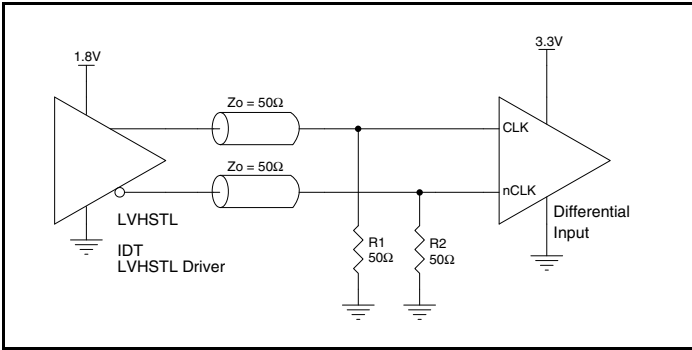 1.8V
3.3V
Zo = 50Ω
CLK
Zo = 50Ω
nCLK
LVHSTL
IDT
LVHSTL Driver
R1
50Ω
R2
50Ω
Differential
Input